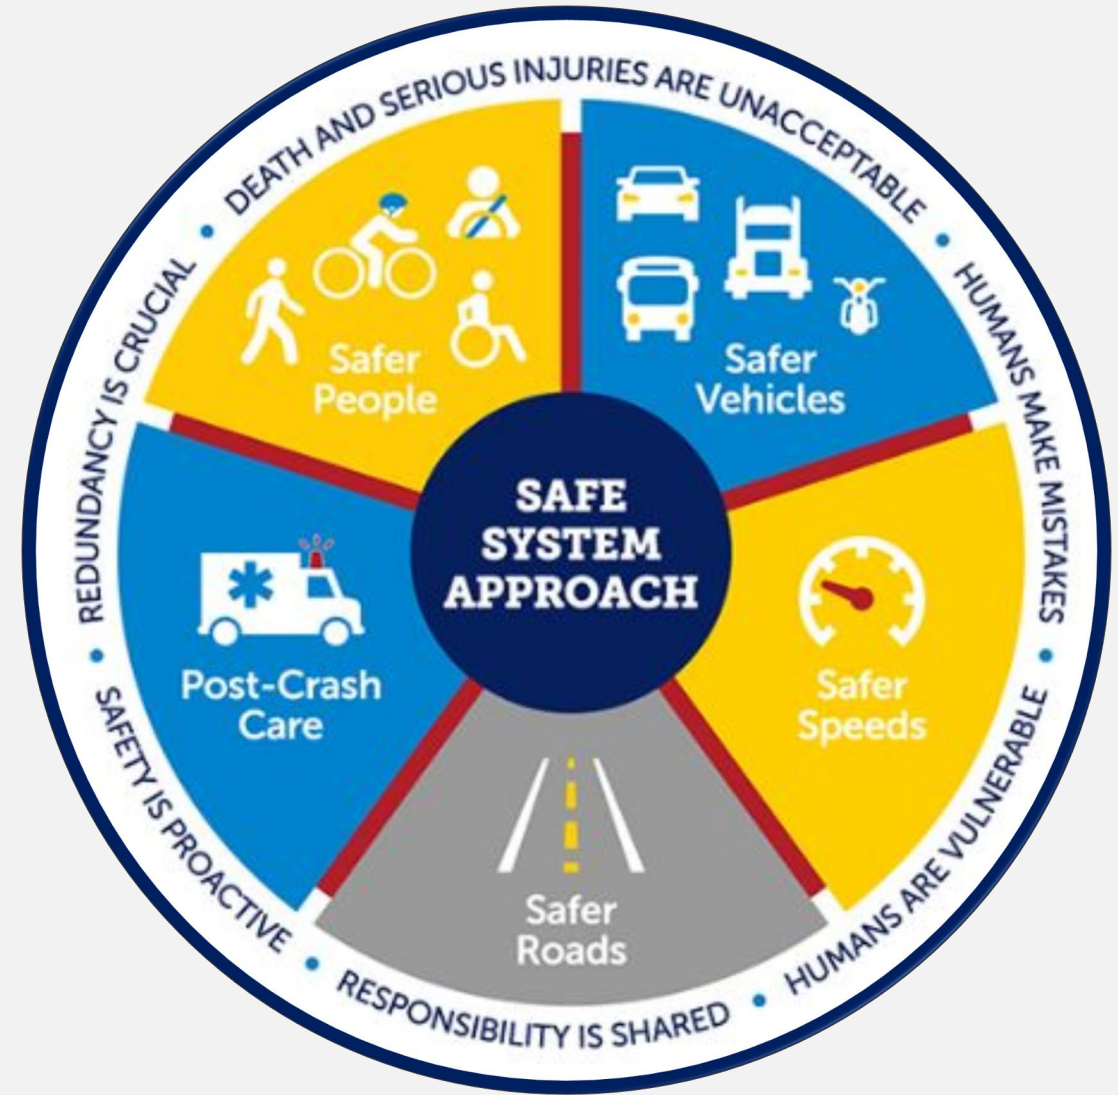 DEATH AND SERIOUS INJURIES ARE UNACCEPTABLE
HUMANS MAKE MISTAKES
HUMANS ARE VULNERABLE
RESPONSIBILITY IS SHARED
SAFETY IS PROACTIVE
REDUNDANCY IS CRUCIAL
Safer
People
Safer
Vehicles
SAFE
SYSTEM
APPROACH
Safer
Speeds
Post-Crash
Care
Safer
Roads